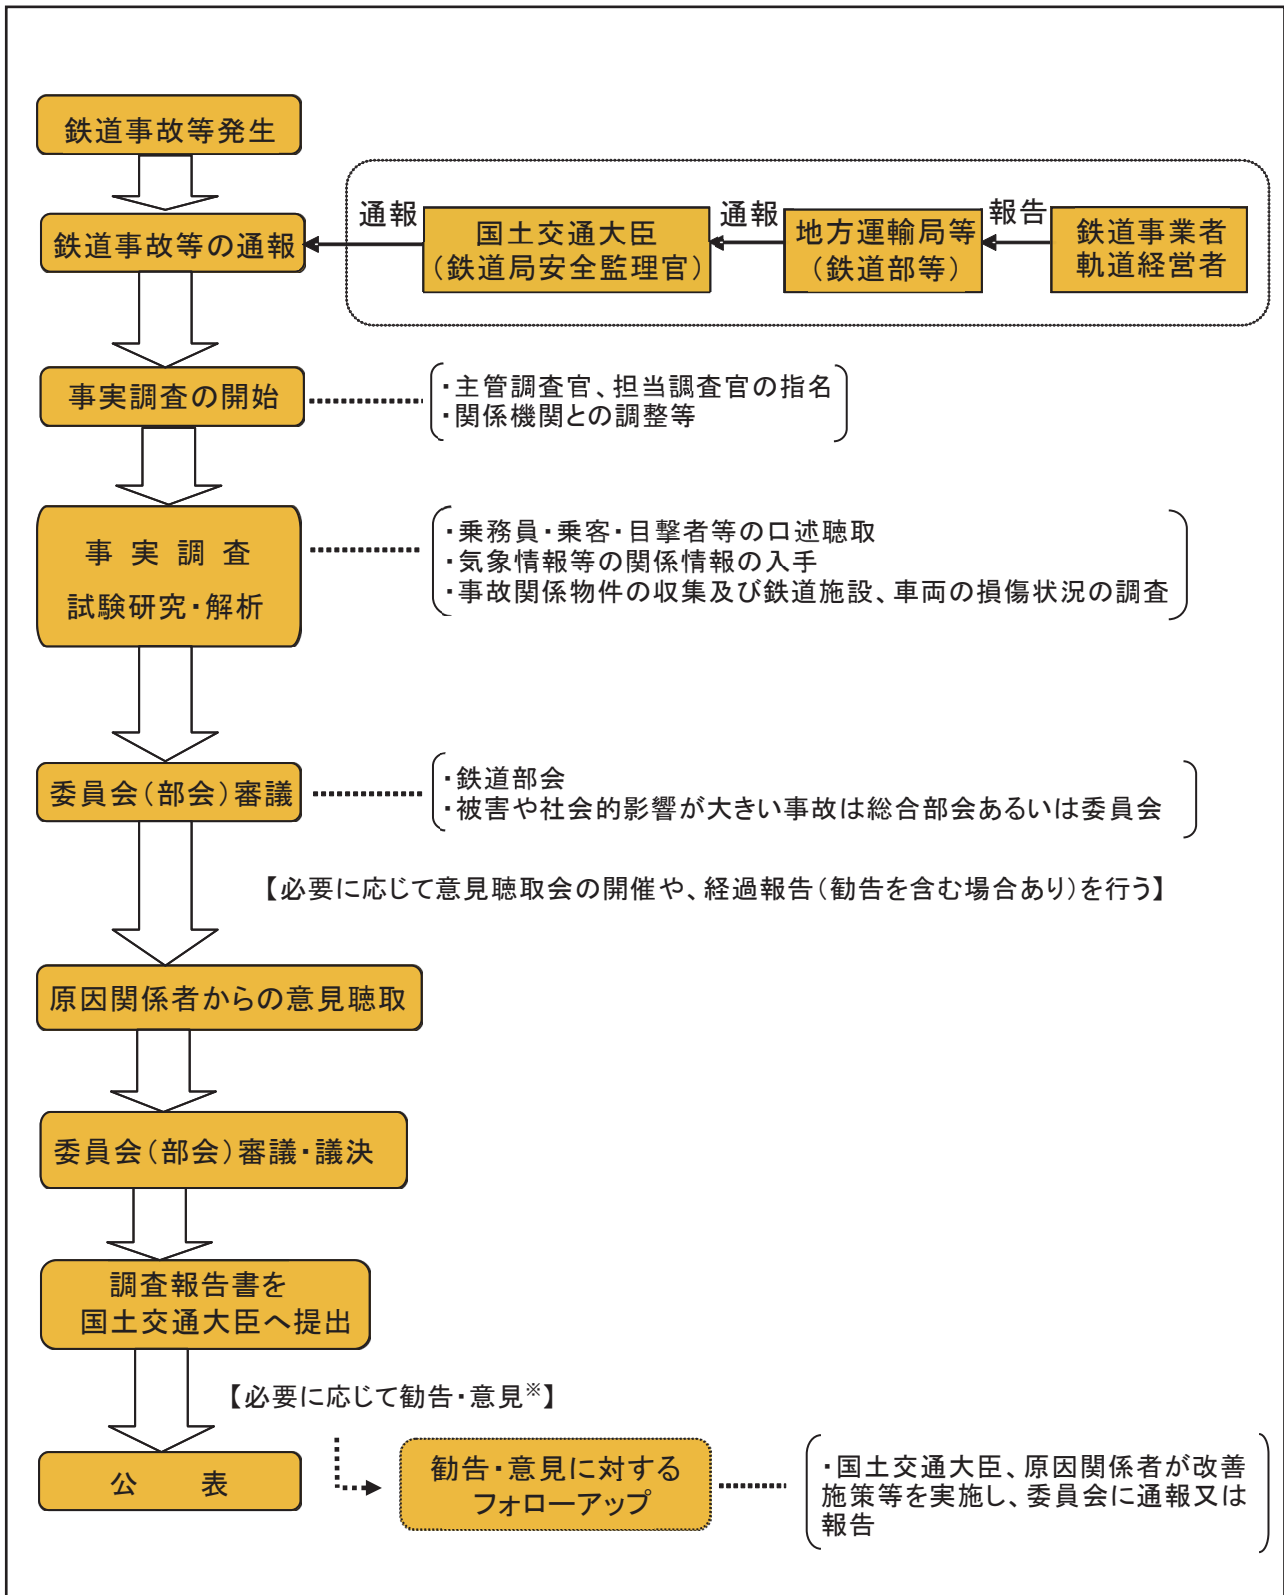 鉄道事故等発生
鉄道事故等の通報
通報
国土交通大臣
（鉄道局安全監理官）
通報
地方運輸局等
（鉄道部等）
報告
鉄道事業者
軌道経営者
事実調査の開始
・主管調査官、担当調査官の指名
・関係機関との調整等
事 実 調 査
試験研究・解析
・乗務員・乗客・目撃者等の口述聴取
・気象情報等の関係情報の入手
・事故関係物件の収集及び鉄道施設、車両の損傷状況の調査
委員会（部会）審議
・鉄道部会
・被害や社会的影響が大きい事故は総合部会あるいは委員会
【必要に応じて意見聴取会の開催や、経過報告（勧告を含む場合あり）を行う】
原因関係者からの意見聴取
委員会（部会）審議・議決
調査報告書を
国土交通大臣へ提出
【必要に応じて勧告・意見※】
公　表
勧告・意見に対する
フォローアップ
・国土交通大臣、原因関係者が改善
施策等を実施し、委員会に通報又は
報告